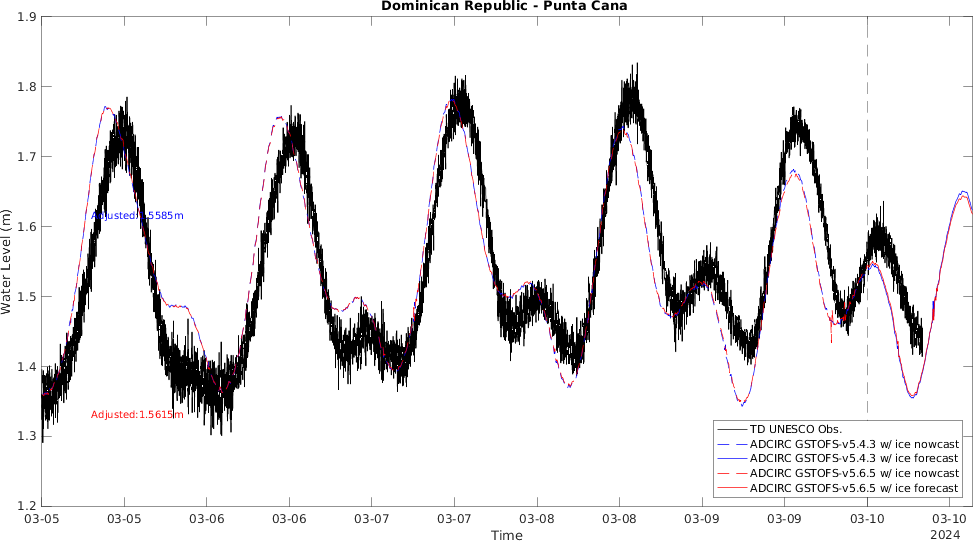 Dominican Republic - Punta Cana
1.9
1.8
1.7
1.6
1.5
1.4
1.3
1.2
Water Level (m)
Adjusted:1.5585m
Adjusted:1.5615m
TD UNESCO Obs.
ADCIRC GSTOFS-v5.4.3 w/ ice nowcast
ADCIRC GSTOFS-v5.4.3 w/ ice forecast
ADCIRC GSTOFS-v5.6.5 w/ ice nowcast
ADCIRC GSTOFS-v5.6.5 w/ ice forecast
03-05 03-05 03-06 03-06 03-07 03-07 03-08 03-08 03-09 03-09 03-10 03-10
Time
2024